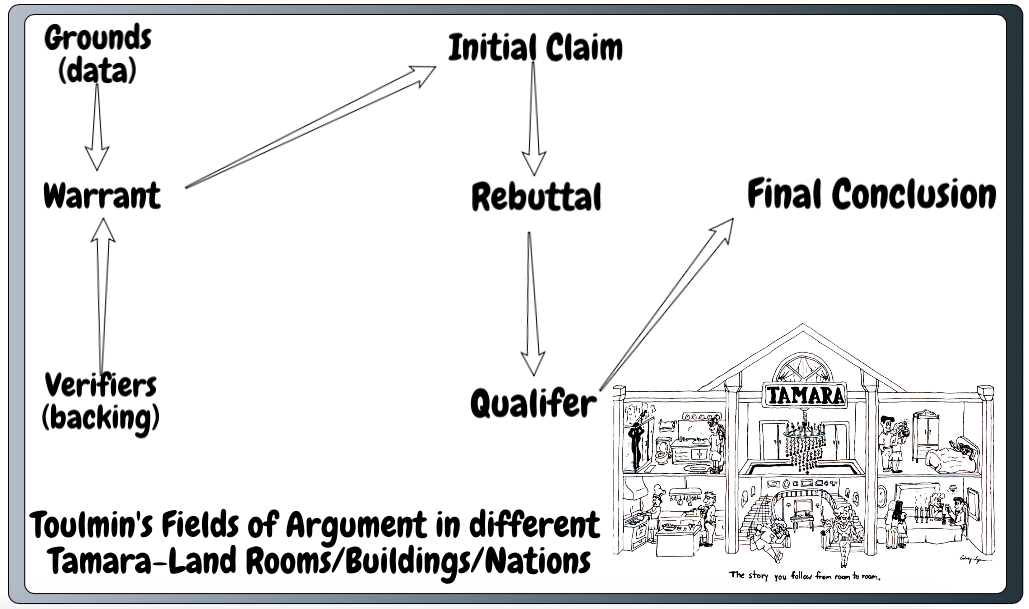 Grounds
(data)
Initial Claim
Warrant
Rebuttal
Final Conclusion
Verifiers
(backing)
Qualifer
TAMARA
Toulmin's Fields of Argument in different
Tamara-Land Rooms/Buildings/Nations
The story you follow from room to room.